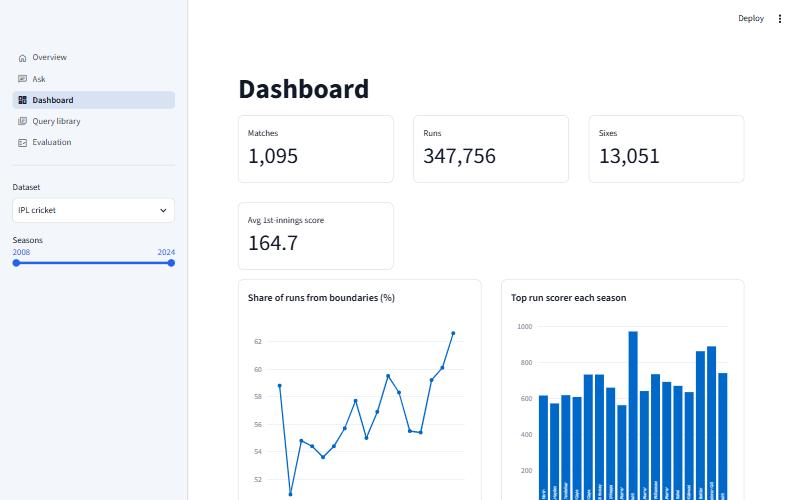 Deploy
Overview
Ask
Dashboard
Query library
Evaluation
Dataset
IPL cricket
Seasons
2008 2024
Dashboard
Matches
1,095
Runs
347,756
Sixes
13,051
Avg 1st-innings score
164.7
Share of runs from boundaries (%)
62
60
58
56
54
52
Top run scorer each season
1000
800
600
400
200